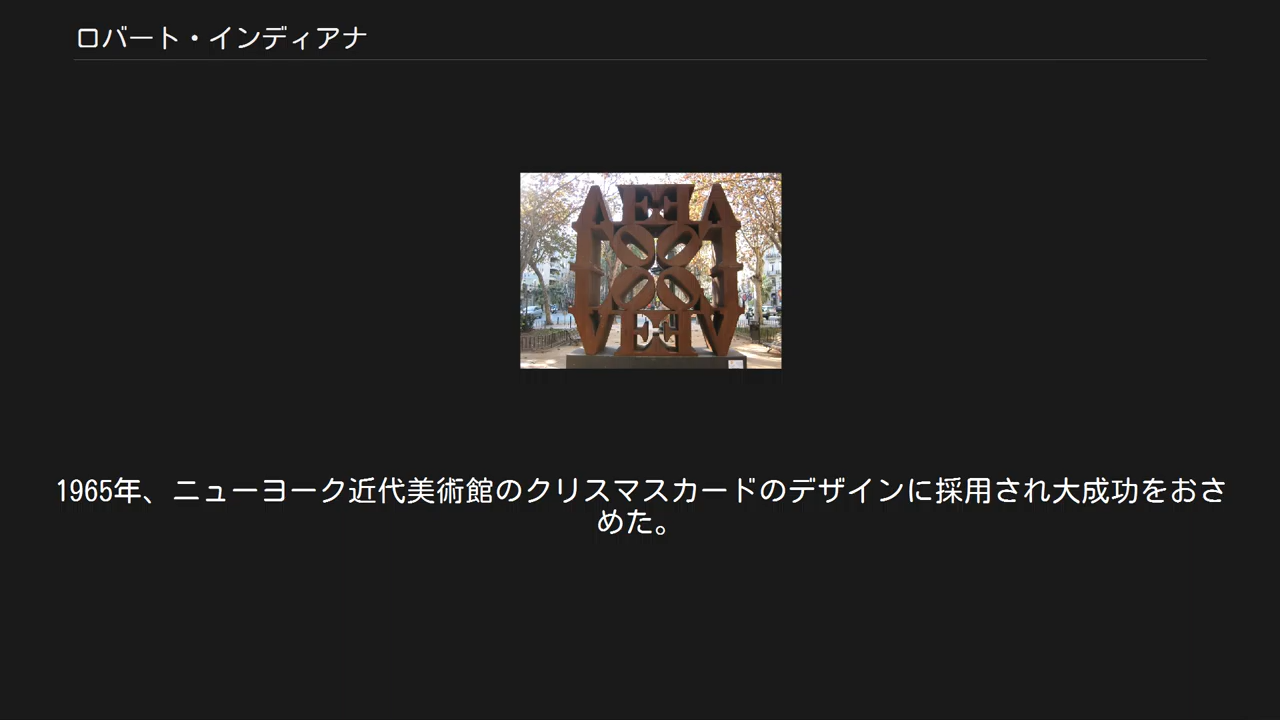 ロバート・インディアナ
1965年、ニューヨーク近代美術館のクリスマスカードのデザインに採用され大成功をおさ
めた。